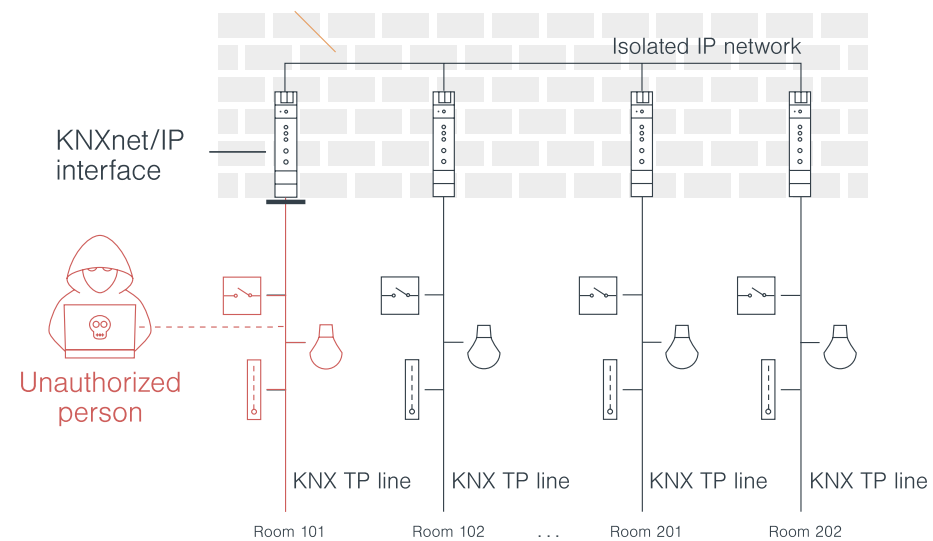 Isolated IP network
KNXnet/IP
interface
Unauthorized
person
KNX TP line
KNX TP line
KNX TP line
KNX TP line
Room 101
Room 102
...
Room 201
Room 202